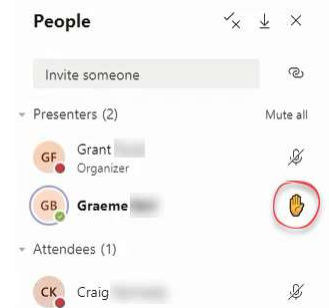 People
Invite someone
Presenters (2)
Mute all
GF
Grant
Organizer
GB
Graeme
Attendees (1)
CK
Craig